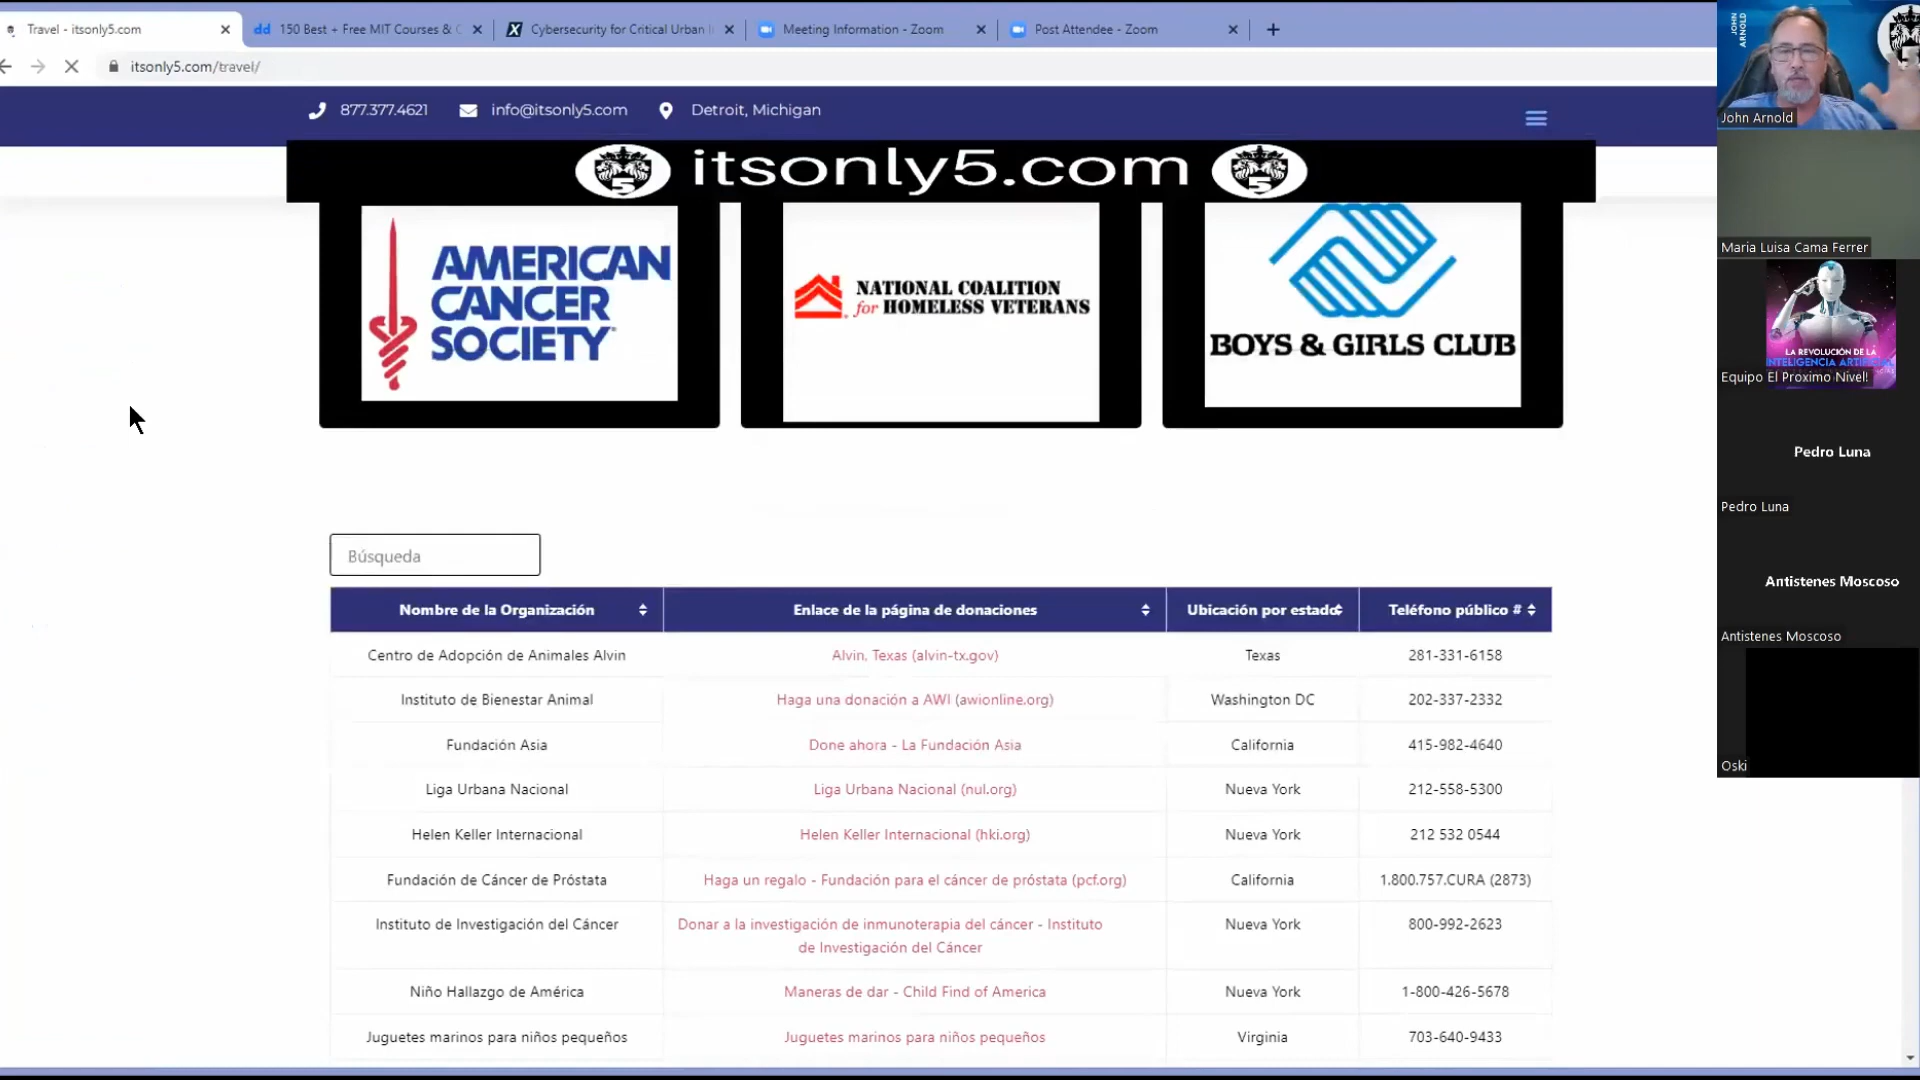 Travel - itsonly5.com
150 Best + Free MIT Courses & C
Cybersecurity for Critical Urban I
Meeting Information - Zoom
Post Attendee - Zoom
itsonly5.com/travel/
877.377.4621
info@itsonly5.com
Detroit, Michigan
5 itsonly5.com 5
AMERICAN
CANCER
SOCIETY
NATIONAL COALITION
for HOMELESS VETERANS
BOYS & GIRLS CLUB
Búsqueda
Nombre de la Organización Enlace de la página de donaciones Ubicación por estado Teléfono público #
Centro de Adopción de Animales Alvin Alvin, Texas (alvin-tx.gov) Texas 281-331-6158
Instituto de Bienestar Animal Haga una donación a AWI (awionline.org) Washington DC 202-337-2332
Fundación Asia Done ahora - La Fundación Asia California 415-982-4640
Liga Urbana Nacional Liga Urbana Nacional (nul.org) Nueva York 212-558-5300
Helen Keller Internacional Helen Keller Internacional (hki.org) Nueva York 212 532 0544
Fundación de Cáncer de Próstata Haga un regalo - Fundación para el cáncer de próstata (pcf.org) California 1.800.757.CURA (2873)
Instituto de Investigación del Cáncer Donar a la investigación de inmunoterapia del cáncer - Instituto Nueva York 800-992-2623
de Investigación del Cáncer
Niño Hallazgo de América Maneras de dar - Child Find of America Nueva York 1-800-426-5678
Juguetes marinos para niños pequeños Juguetes marinos para niños pequeños Virginia 703-640-9433
JOHN
ARNOLD
5
John Arnold
Maria Luisa Cama Ferrer
LA REVOLUCIÓN DE LA
INTELIGENCIA ARTIFICIAL
Equipo El Proximo Nivel!
Pedro Luna
Pedro Luna
Antistenes Moscoso
Antistenes Moscoso
Oski